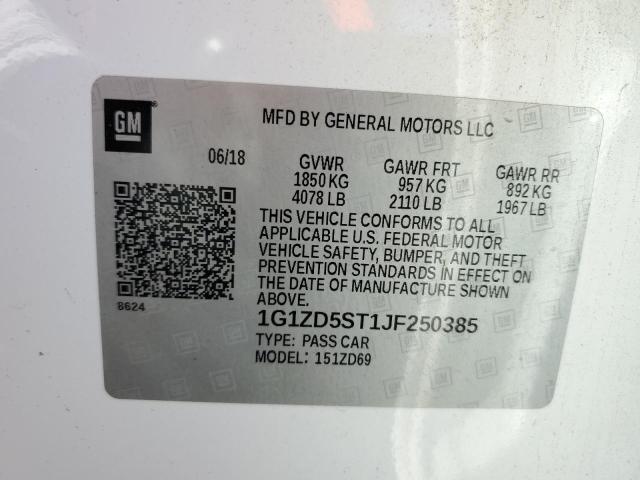 GM
MFD BY GENERAL MOTORS LLC
06/18 GVWR GAWR FRT GAWR RR
1850 KG 957 KG 892 KG
4078 LB 2110 LB 1967 LB
THIS VEHICLE CONFORMS TO ALL
APPLICABLE U.S. FEDERAL MOTOR
VEHICLE SAFETY, BUMPER, AND THEFT
PREVENTION STANDARDS IN EFFECT ON
THE DATE OF MANUFACTURE SHOWN
ABOVE.
8624
1G1ZD5ST1JF250385
TYPE: PASS CAR
MODEL: 151ZD69